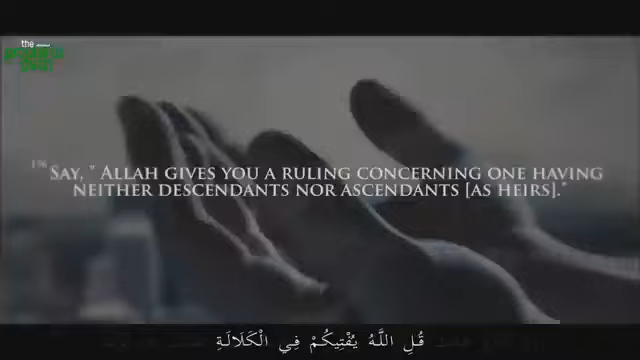 the
176 SAY, " ALLAH GIVES YOU A RULING CONCERNING ONE HAVING
NEITHER DESCENDANTS NOR ASCENDANTS [AS HEIRS]."
قُلِ اللَّهُ يُفْتِيكُمْ فِي الْكَلَالَةِ